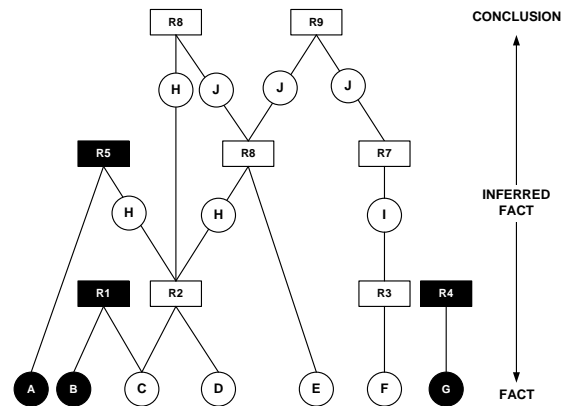 R8
R9
CONCLUSION
H
J
J
J
R5
R8
R7
H
H
I
INFERRED
FACT
R1
R2
R3
R4
A
B
C
D
E
F
G
FACT